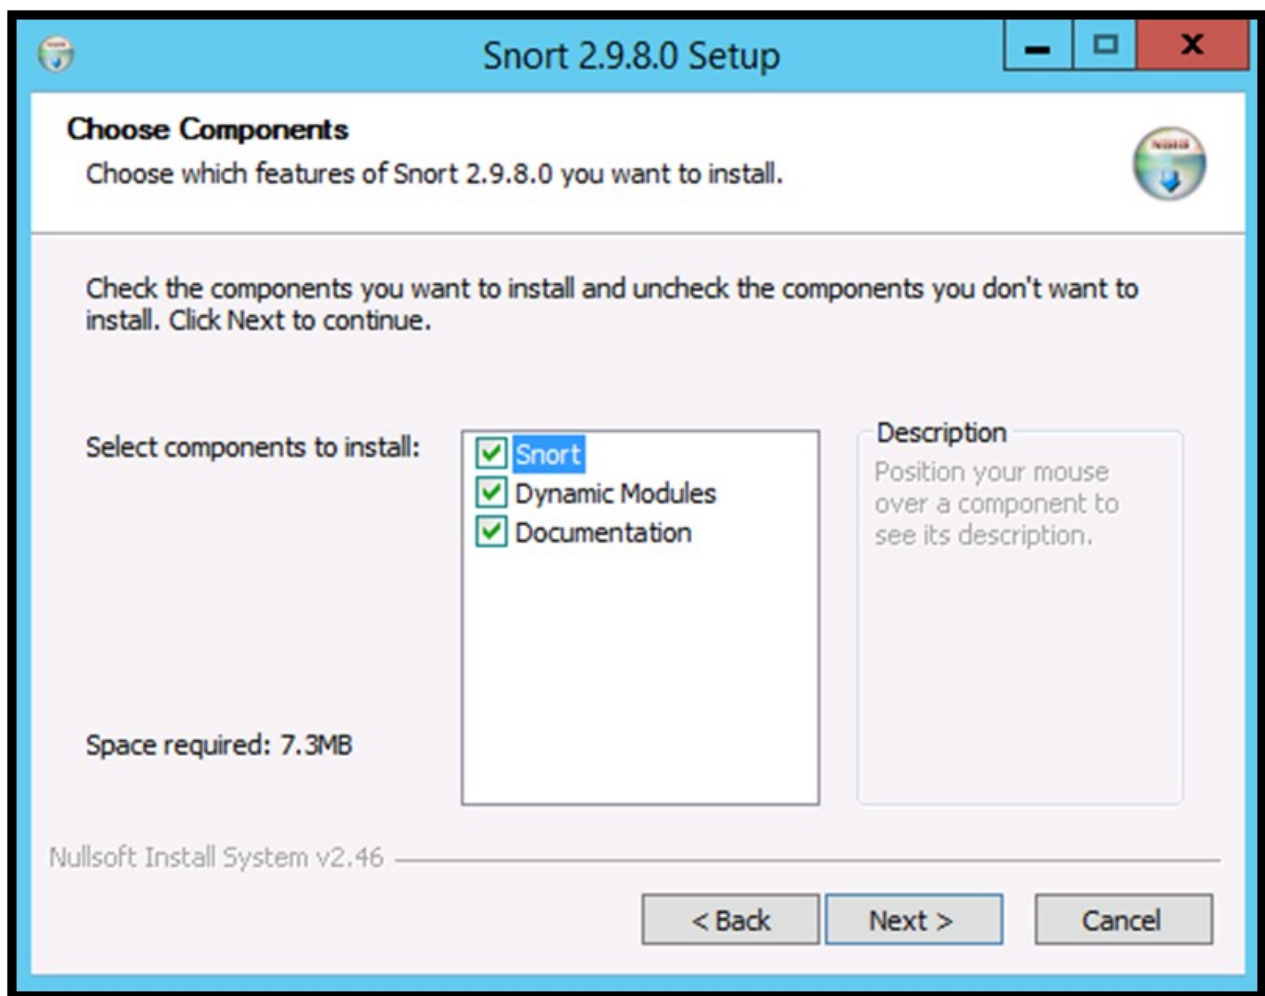 Snort 2.9.8.0 Setup
Choose Components
Choose which features of Snort 2.9.8.0 you want to install.
Check the components you want to install and uncheck the components you don't want to
install. Click Next to continue.
Select components to install:
Snort
Dynamic Modules
Documentation
Description
Position your mouse
over a component to
see its description.
Space required: 7.3MB
Nullsoft Install System v2.46
< Back
Next >
Cancel